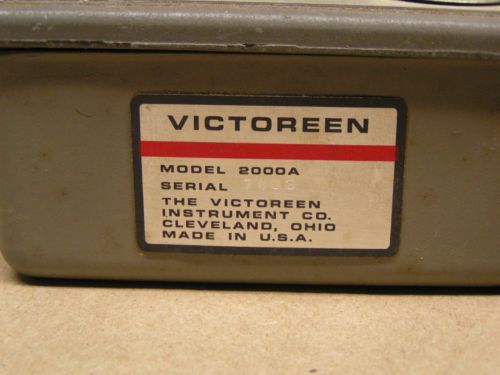 VICTOREEN
MODEL 2000A
SERIAL
THE VICTOREEN
INSTRUMENT CO.
CLEVELAND, OHIO
MADE IN U.S.A.